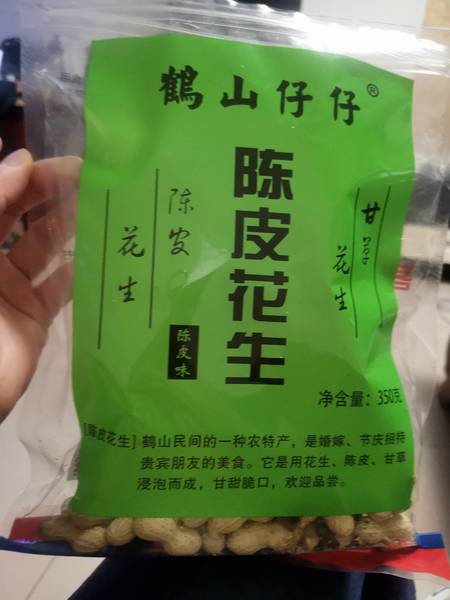 鹤山仔仔®
陈皮花生
陈皮
花生
甘草
花生
陈皮味
净含量：350克
[陈皮花生] 鹤山民间的一种农特产，是婚嫁、节庆招待
贵宾朋友的美食。它是用花生、陈皮、甘草
浸泡而成，甘甜脆口，欢迎品尝。